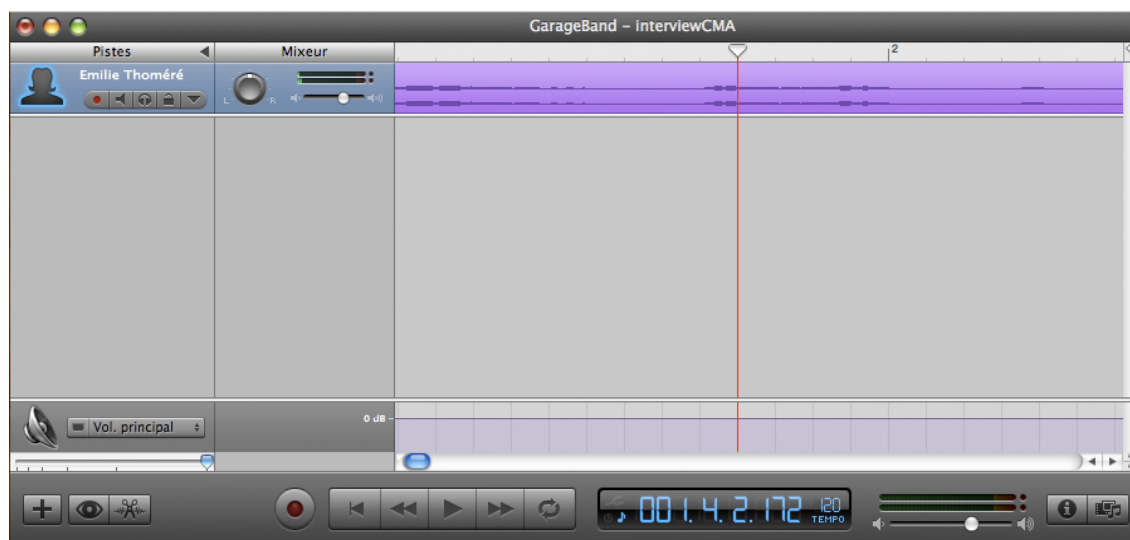 GarageBand – interviewCMA
Pistes Mixeur 2
Emilie Thoméré
L R
Vol. principal 0 dB
001.4.2.172 120
TEMPO